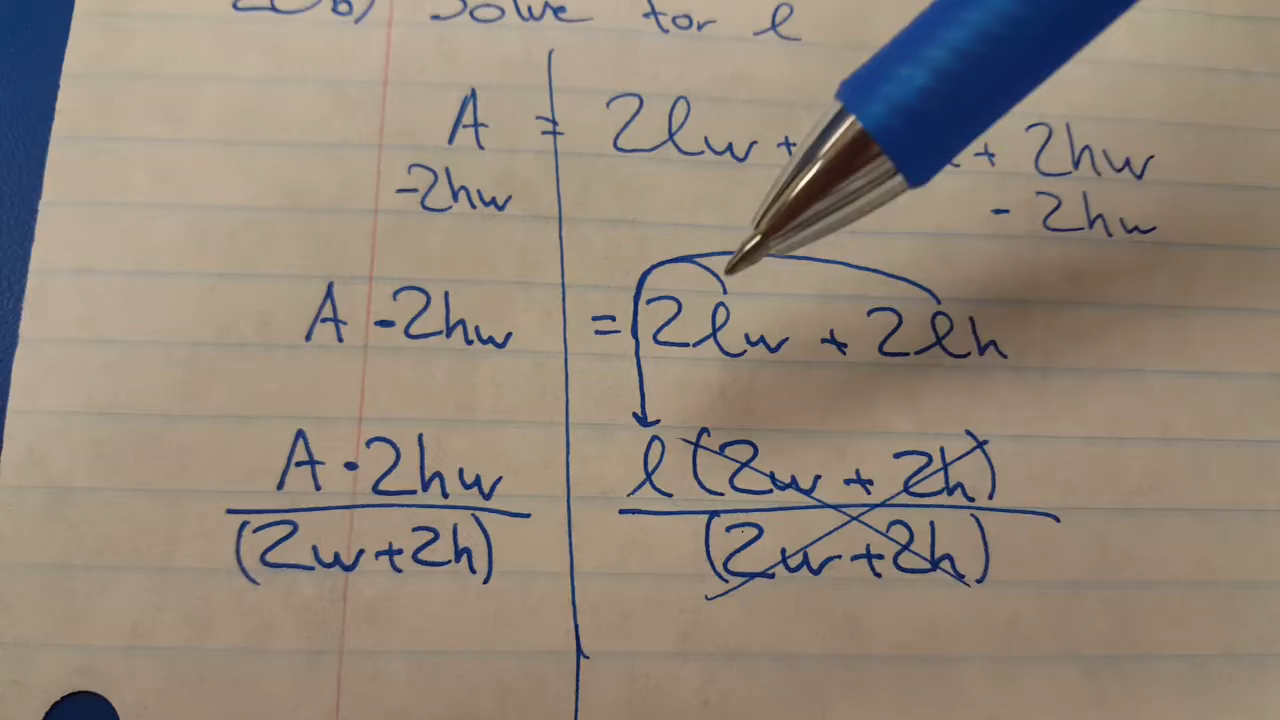 Solve for l
A = 2lw + + 2hw
-2hw - 2hw
A - 2hw = 2lw + 2lh
A · 2hw l (2w + 2h)
(2w+2h) (2w+2h)